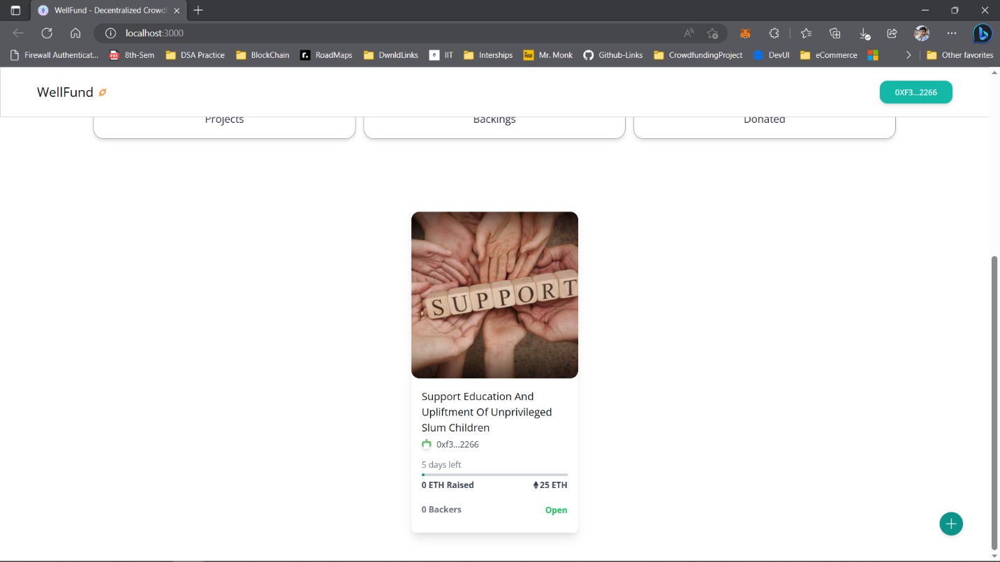 WellFund - Decentralized Crowdf
localhost:3000
Firewall Authenticat...
8th-Sem
DSA Practice
BlockChain
RoadMaps
DwnldLinks
IIT
Interships
Mr. Monk
Github-Links
CrowdfundingProject
DevUI
eCommerce
Other favorites
WellFund
0XF3...2266
Projects
Backings
Donated
SUPPORT
Support Education And
Upliftment Of Unprivileged
Slum Children
0xf3...2266
5 days left
0 ETH Raised
25 ETH
0 Backers
Open